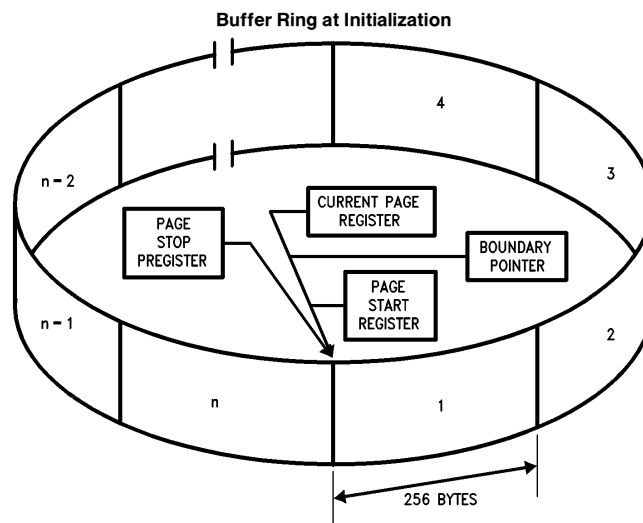 Buffer Ring at Initialization
4
n – 2
3
CURRENT PAGE
REGISTER
PAGE
STOP
PREGISTER
BOUNDARY
POINTER
PAGE
START
REGISTER
n – 1
2
n
1
256 BYTES